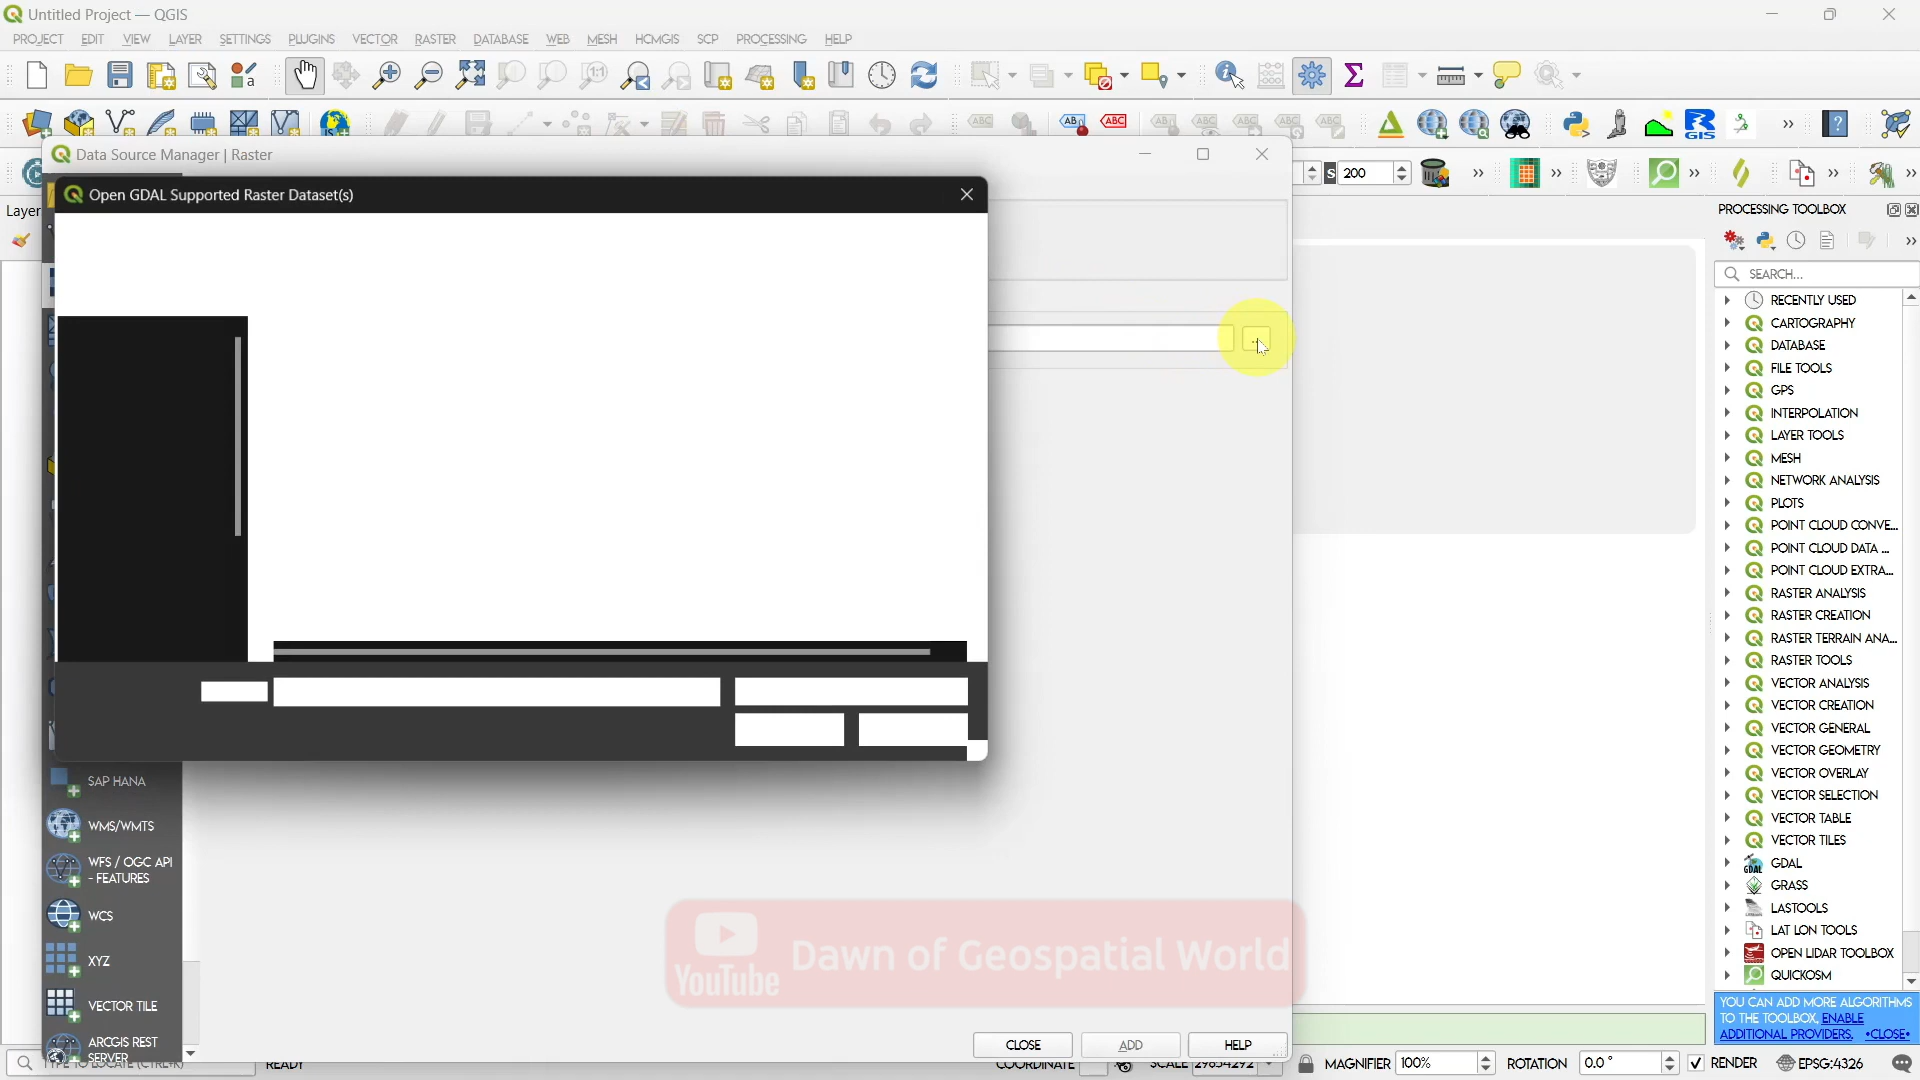 Untitled Project — QGIS
PROJECT EDIT VIEW LAYER SETTINGS PLUGINS VECTOR RASTER DATABASE WEB MESH HCMGIS SCP PROCESSING HELP
Data Source Manager | Raster
S 200
Open GDAL Supported Raster Dataset(s)
Layer
PROCESSING TOOLBOX
SEARCH...
RECENTLY USED
CARTOGRAPHY
DATABASE
FILE TOOLS
GPS
INTERPOLATION
LAYER TOOLS
MESH
NETWORK ANALYSIS
PLOTS
POINT CLOUD CONVE...
POINT CLOUD DATA ...
POINT CLOUD EXTRA...
RASTER ANALYSIS
RASTER CREATION
RASTER TERRAIN ANA...
RASTER TOOLS
VECTOR ANALYSIS
VECTOR CREATION
VECTOR GENERAL
VECTOR GEOMETRY
VECTOR OVERLAY
VECTOR SELECTION
VECTOR TABLE
VECTOR TILES
GDAL
GRASS
LASTOOLS
LAT LON TOOLS
OPEN LIDAR TOOLBOX
QUICKOSM
YOU CAN ADD MORE ALGORITHMS
TO THE TOOLBOX, ENABLE
ADDITIONAL PROVIDERS. •CLOSE•
SAP HANA
WMS/WMTS
WFS / OGC API
- FEATURES
WCS
XYZ
VECTOR TILE
ARCGIS REST
SERVER
YouTube Dawn of Geospatial World
CLOSE ADD HELP
TYPE TO LOCATE (CTRL+K) READY COORDINATE SCALE MAGNIFIER 100% ROTATION 0.0 ° RENDER EPSG:4326